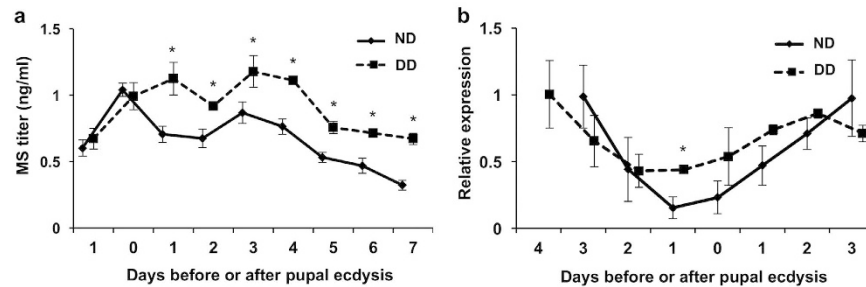 a
MS titer (ng/ml)
1.5
1
0.5
0
ND
DD
* * * * * * *
1 0 1 2 3 4 5 6 7
Days before or after pupal ecdysis
b
Relative expression
1.5
1
0.5
0
ND
DD
*
4 3 2 1 0 1 2 3
Days before or after pupal ecdysis